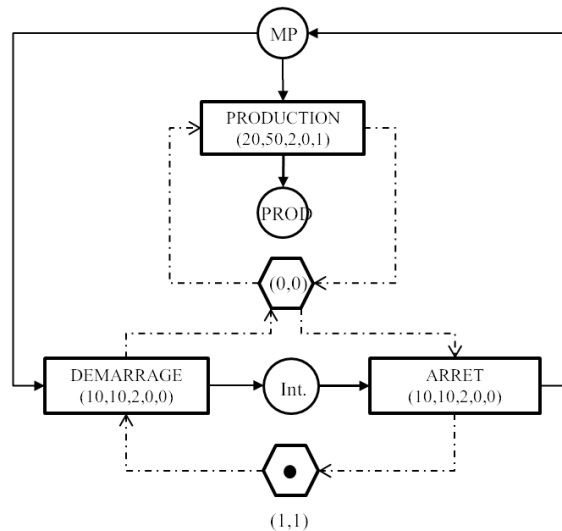 MP
PRODUCTION
(20,50,2,0,1)
PROD
(0,0)
DEMARRAGE
(10,10,2,0,0)
Int.
ARRET
(10,10,2,0,0)
(1,1)